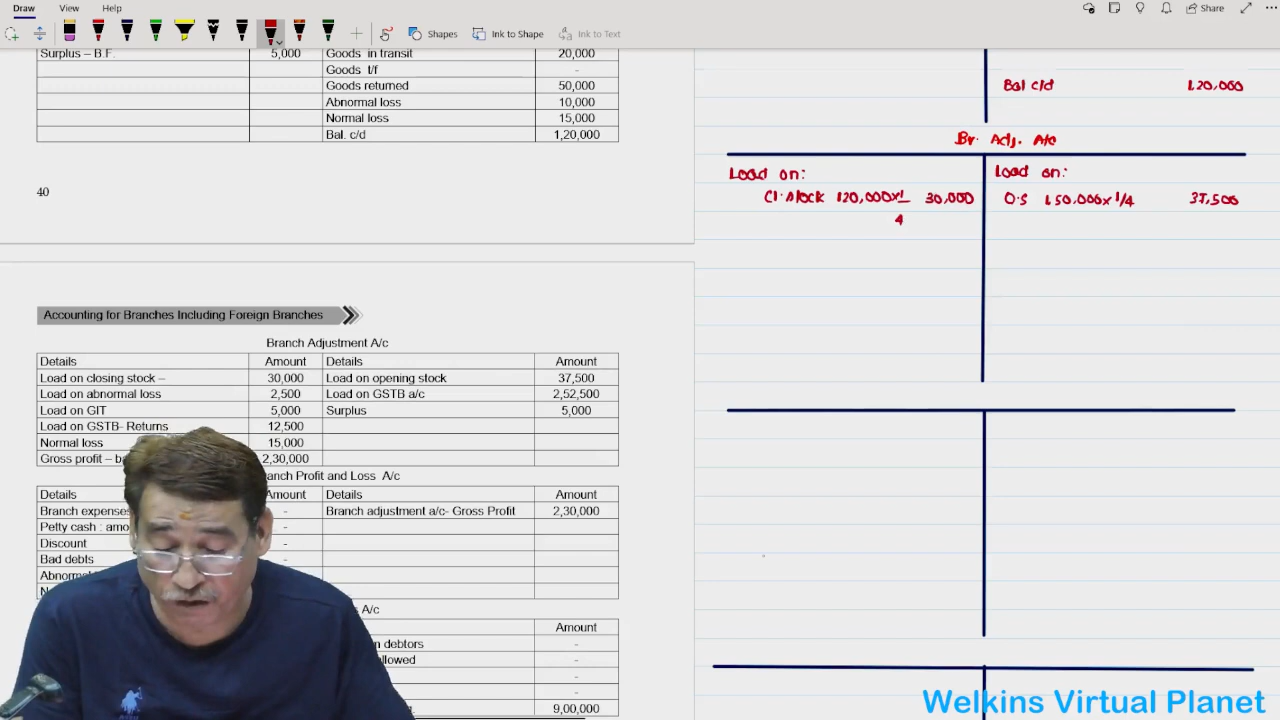 Draw View Help
Share
Shapes Ink to Shape Ink to Text
Surplus – B.F. 5,000 Goods in transit 20,000
Goods t/f -
Goods returned 50,000
Abnormal loss 10,000
Normal loss 15,000
Bal. c/d 1,20,000
40
Accounting for Branches Including Foreign Branches
Branch Adjustment A/c
Details Amount Details Amount
Load on closing stock – 30,000 Load on opening stock 37,500
Load on abnormal loss 2,500 Load on GSTB a/c 2,52,500
Load on GIT 5,000 Surplus 5,000
Load on GSTB- Returns 12,500
Normal loss 15,000
Gross profit – 2,30,000
anch Profit and Loss A/c
Details Amount Details Amount
Branch expenses - Branch adjustment a/c- Gross Profit 2,30,000
Petty cash : amo -
Discount -
Bad debts -
Abnorm
A/c
Amount
n debtors -
llowed -
-
-
9,00,000
Bal c/d 1,20,000
Br. Adj. A/c
Load on: Load on:
Cl. Stock 120,000x1/4 30,000 O.S 1,50,000x1/4 37,500
Welkins Virtual Planet